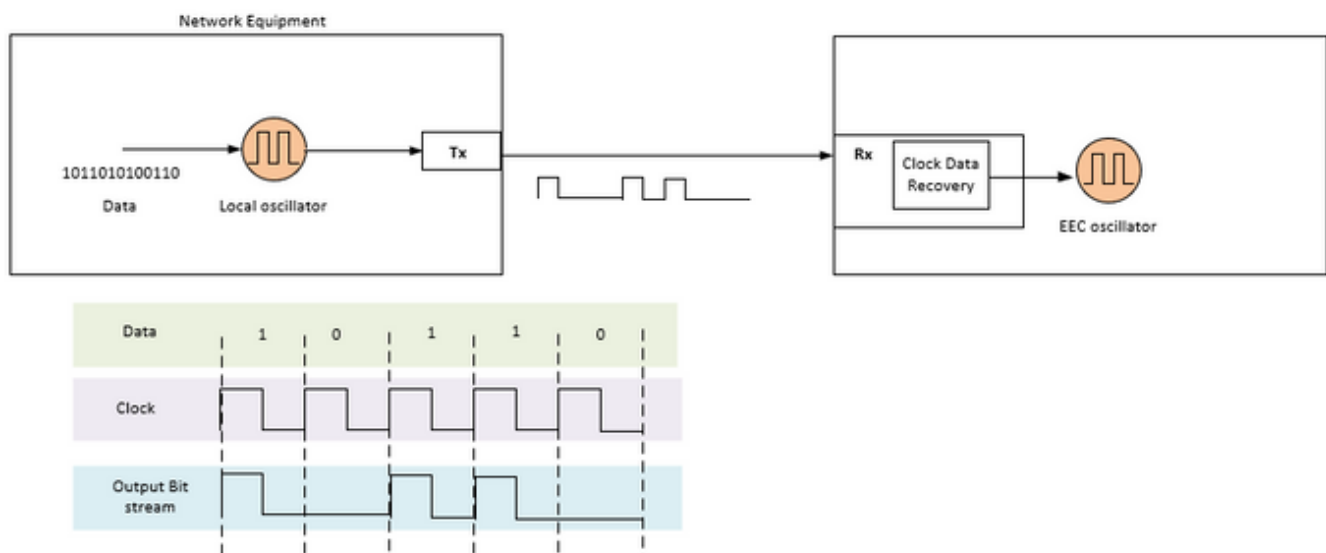 Network Equipment
1011010100110
Data
Local oscillator
Tx
Rx
Clock Data
Recovery
EEC oscillator
Data 1 0 1 1 0
Clock
Output Bit
stream